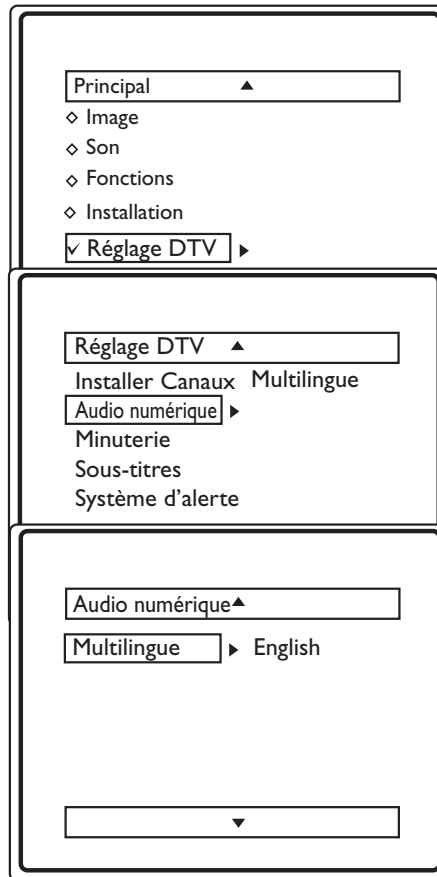 Principal
Image
Son
Fonctions
Installation
Réglage DTV
Réglage DTV
Installer Canaux Multilingue
Audio numérique
Minuterie
Sous-titres
Système d'alerte
Audio numérique
Multilingue English